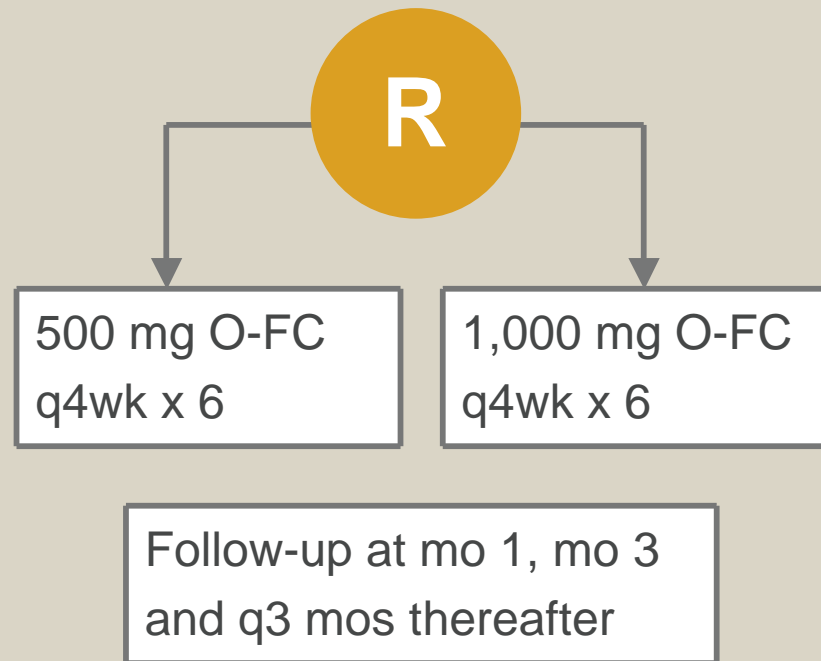 R
500 mg O-FC
q4wk x 6
1,000 mg O-FC
q4wk x 6
Follow-up at mo 1, mo 3
and q3 mos thereafter